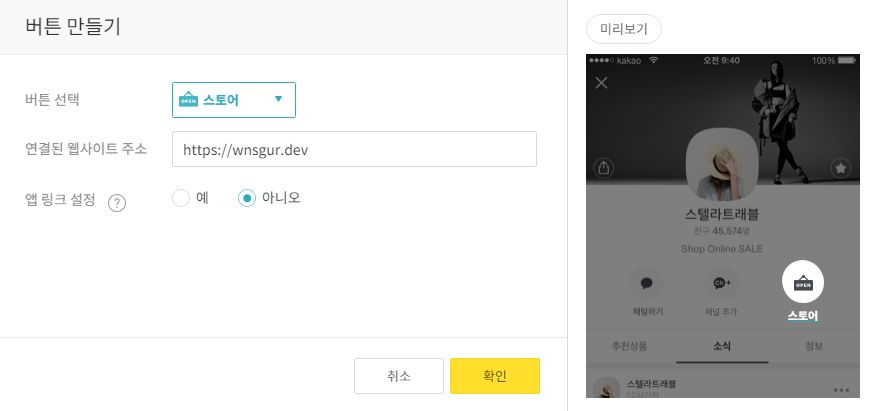 버튼 만들기
버튼 선택
OPEN 스토어
연결된 웹사이트 주소
https://wnsgur.dev
앱 링크 설정 ?
예 아니오
취소 확인
미리보기
kakao 오전 9:40 100%
스텔라트래블
친구 45,574명
Shop Online SALE
Ch+ OPEN
채팅하기 채널 추가 스토어
추천상품 소식 정보
스텔라트래블
12시간전